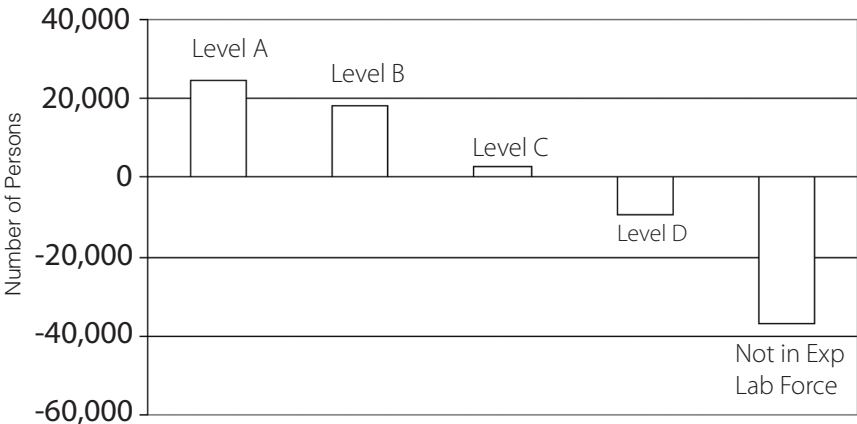 40,000
Level A
Level B
20,000
Level C
0
Level D
-20,000
-40,000
Not in Exp
Lab Force
-60,000
Number of Persons